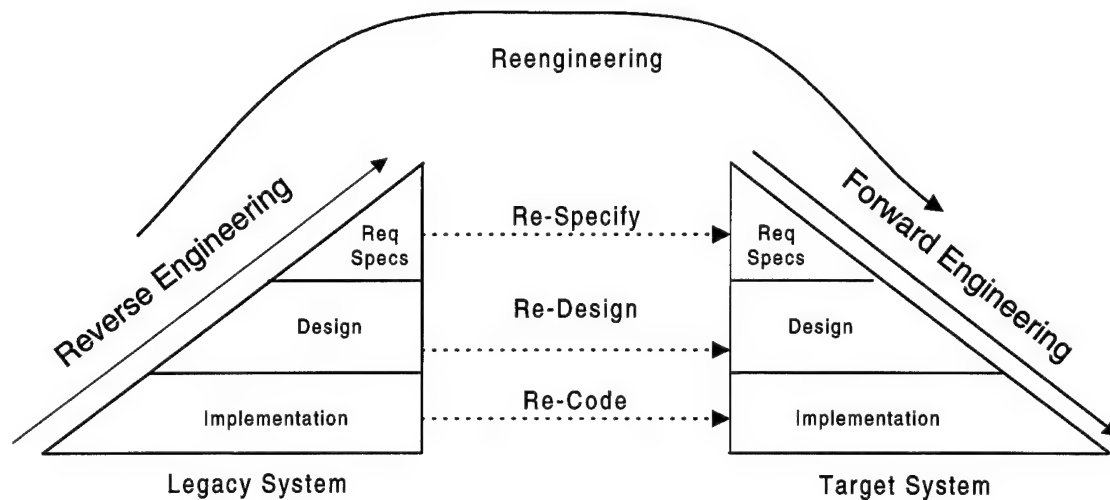 Reengineering
Reverse Engineering
Forward Engineering
Re-Specify
Req
Specs
Req
Specs
Re-Design
Design
Design
Re-Code
Implementation
Implementation
Legacy System
Target System